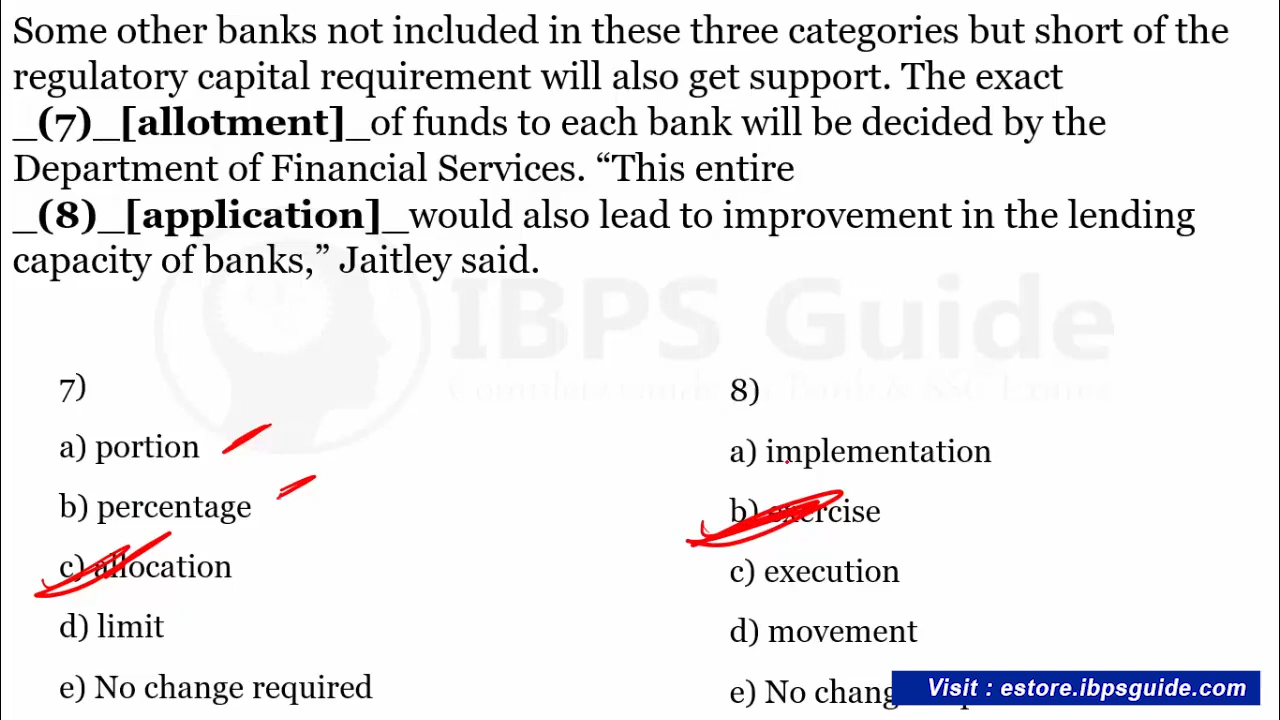 Some other banks not included in these three categories but short of the
regulatory capital requirement will also get support. The exact
_(7)_[allotment]_of funds to each bank will be decided by the
Department of Financial Services. “This entire
_(8)_[application]_would also lead to improvement in the lending
capacity of banks,” Jaitley said.
IBPS Guide
7)
a) portion
b) percentage
c) allocation
d) limit
e) No change required
8)
a) implementation
b) exercise
c) execution
d) movement
e) No chang
Visit : estore.ibpsguide.com